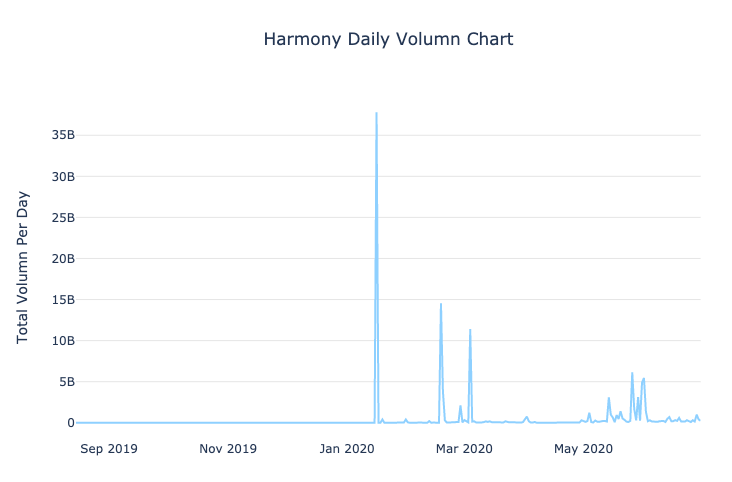 Harmony Daily Volumn Chart
Total Volumn Per Day
35B
30B
25B
20B
15B
10B
5B
0
Sep 2019
Nov 2019
Jan 2020
Mar 2020
May 2020